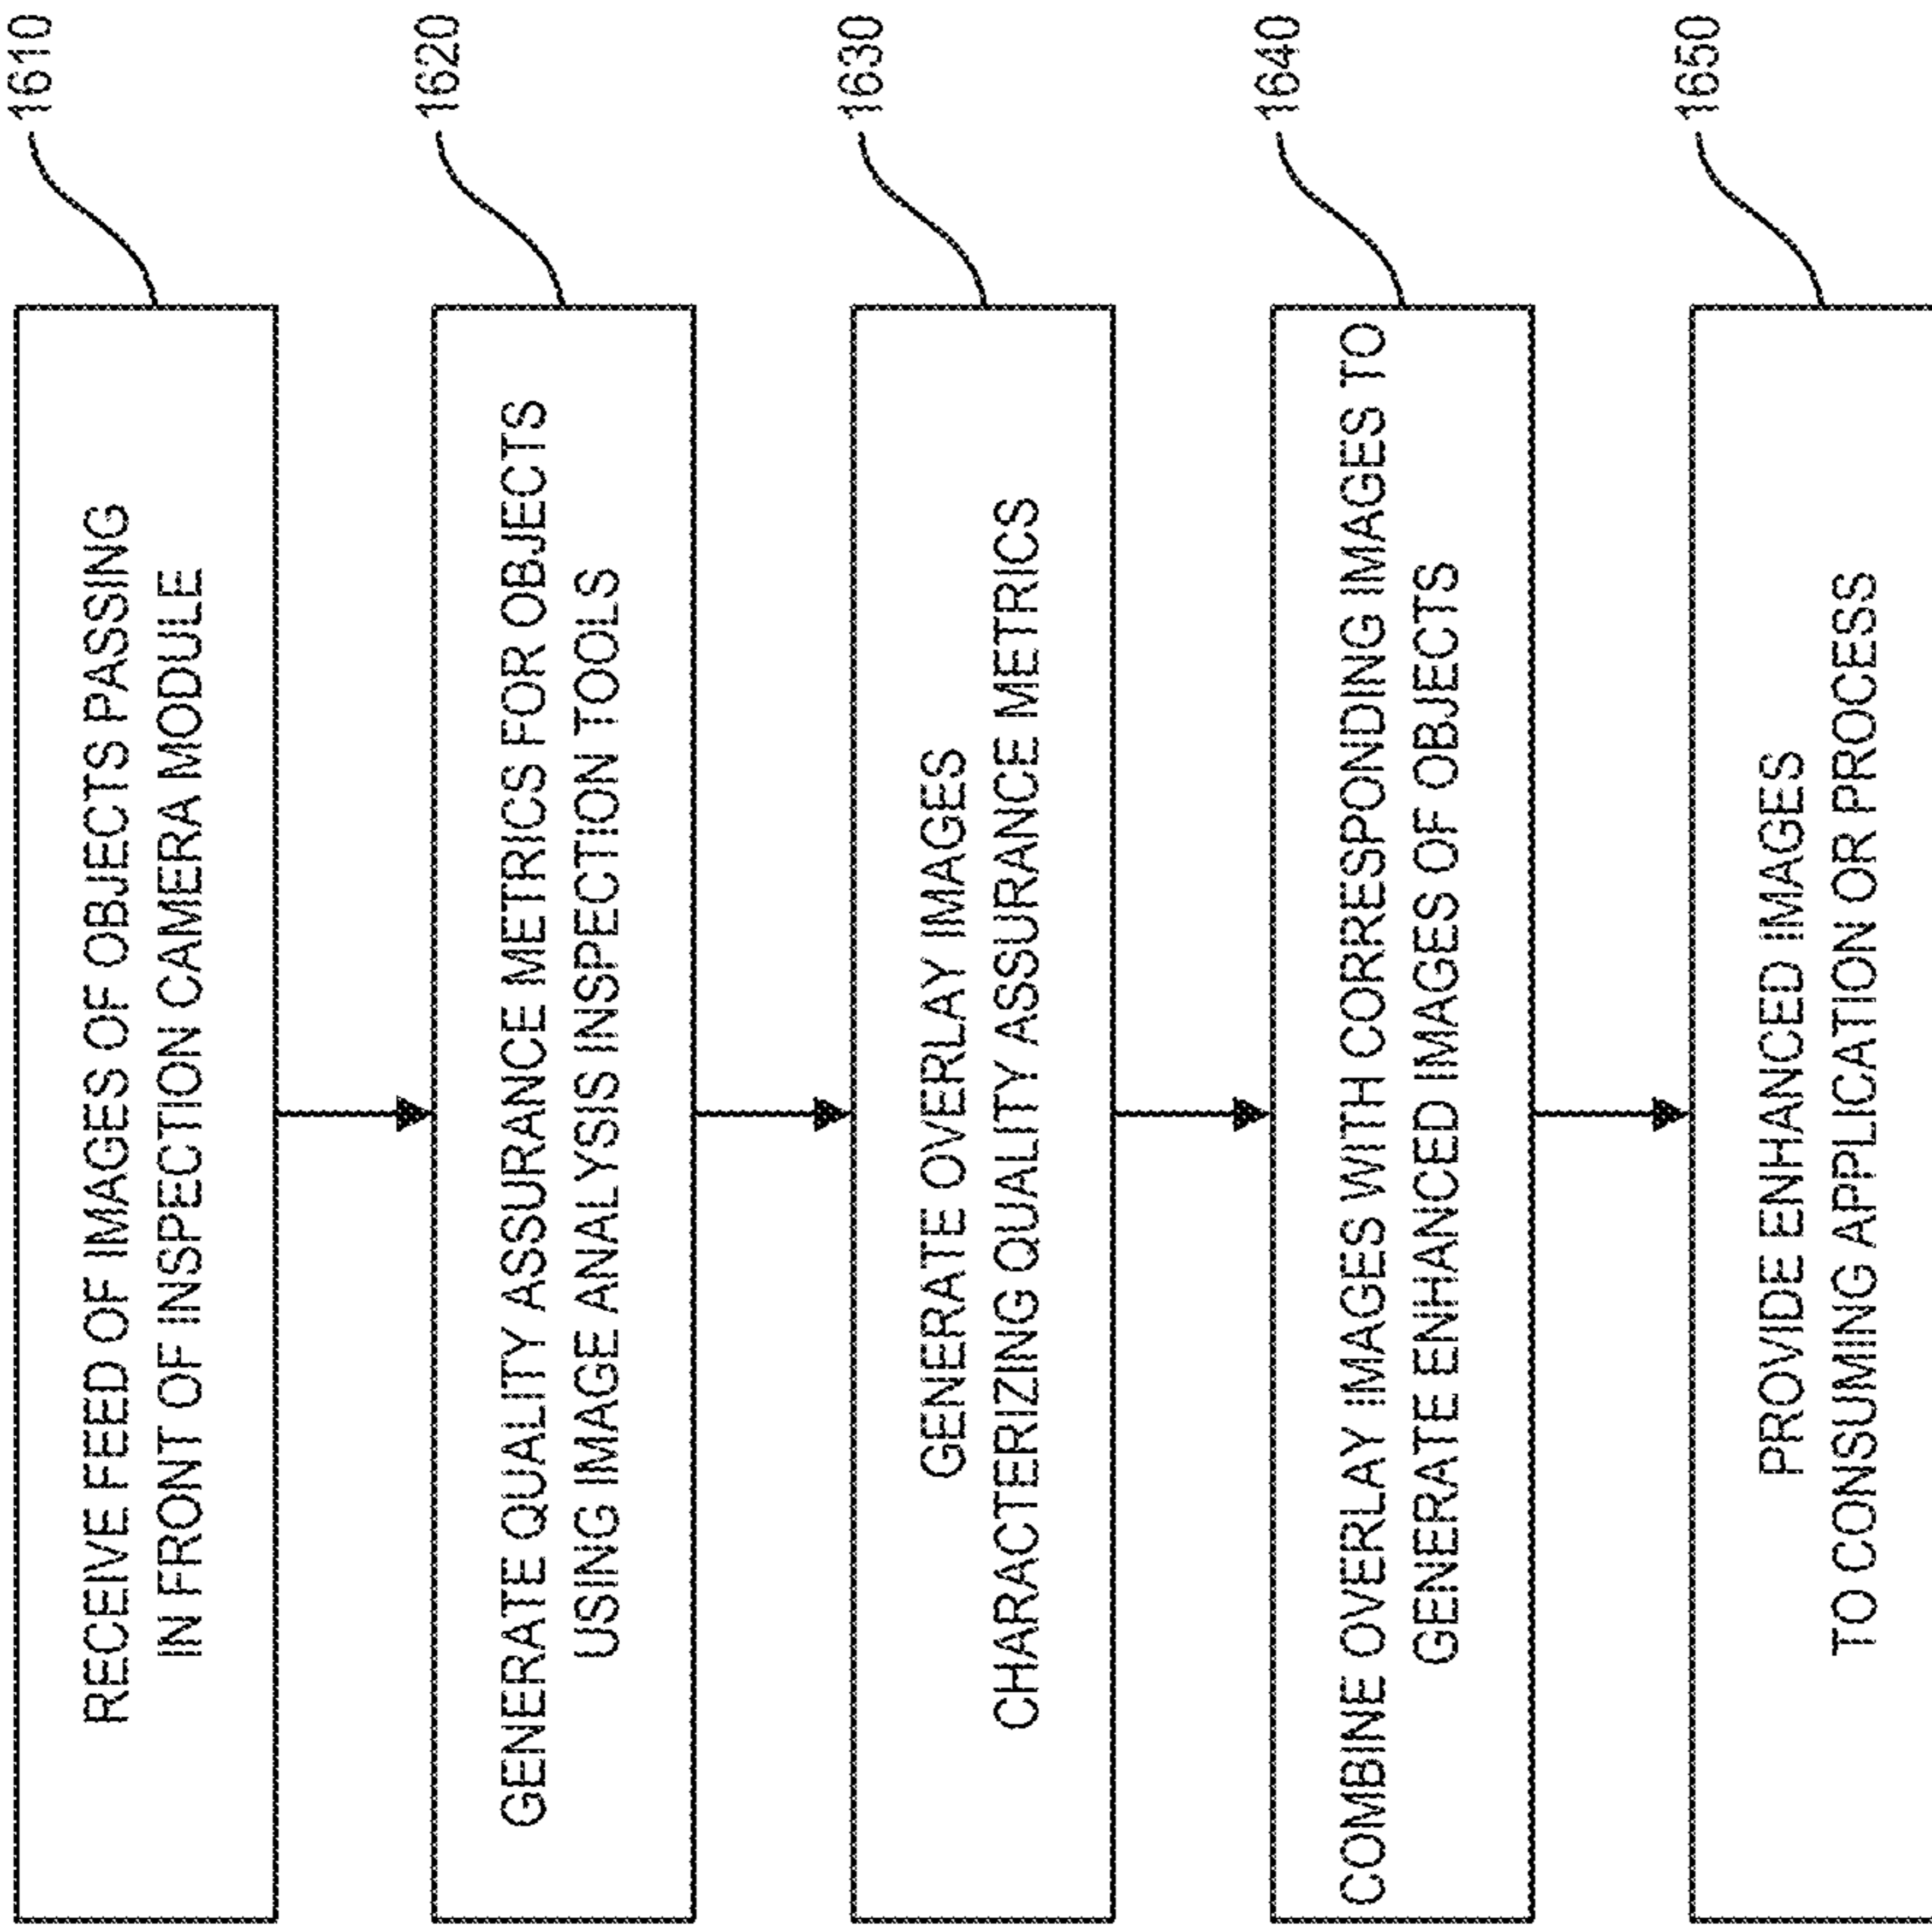 RECEIVE FEED OF IMAGES OF OBJECTS PASSING
IN FRONT OF INSPECTION CAMERA MODULE
1610
GENERATE QUALITY ASSURANCE METRICS FOR OBJECTS
USING IMAGE ANALYSIS INSPECTION TOOLS
1620
GENERATE OVERLAY IMAGES
CHARACTERIZING QUALITY ASSURANCE METRICS
1630
COMBINE OVERLAY IMAGES WITH CORRESPONDING IMAGES TO
GENERATE ENHANCED IMAGES OF OBJECTS
1640
PROVIDE ENHANCED IMAGES
TO CONSUMING APPLICATION OR PROCESS
1650